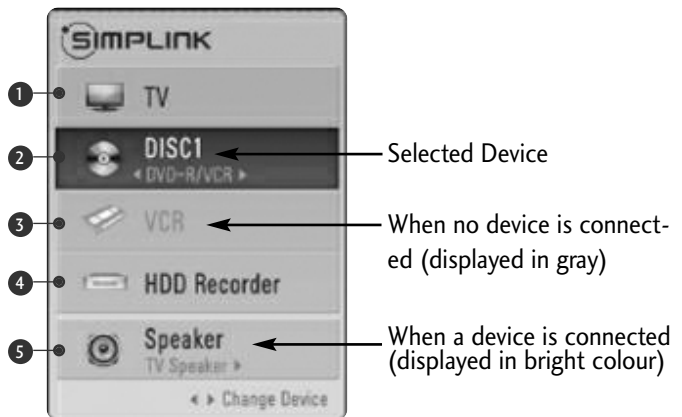 SIMPLINK
1 TV
2 DISC1 Selected Device
◄ DVD-R/VCR ►
3 VCR When no device is connect-
ed (displayed in gray)
4 HDD Recorder
5 Speaker When a device is connected
TV Speaker ► (displayed in bright colour)
◄ ► Change Device